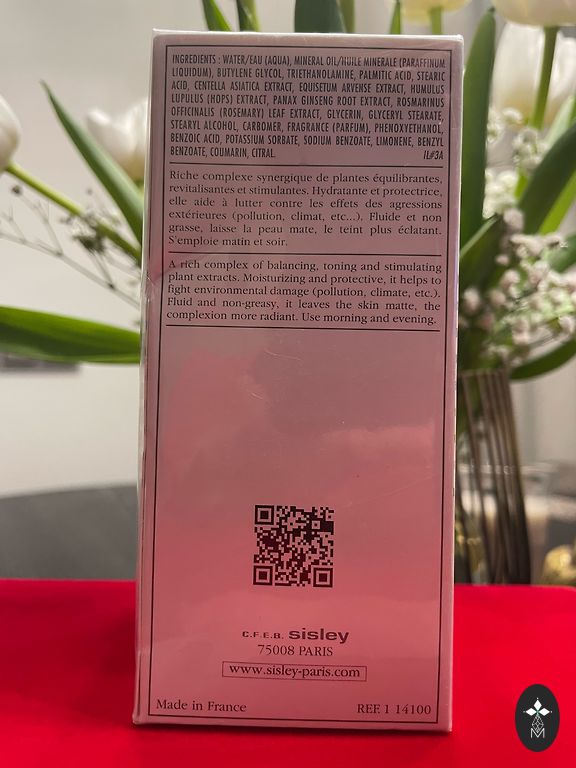 INGREDIENTS : WATER/EAU (AQUA), MINERAL OIL/HUILE MINERALE (PARAFFINUM
LIQUIDUM), BUTYLENE GLYCOL, TRIETHANOLAMINE, PALMITIC ACID, STEARIC
ACID, CENTELLA ASIATICA EXTRACT, EQUISETUM ARVENSE EXTRACT, HUMULUS
LUPULUS (HOPS) EXTRACT, PANAX GINSENG ROOT EXTRACT, ROSMARINUS
OFFICINALIS (ROSEMARY) LEAF EXTRACT, GLYCERIN, GLYCERYL STEARATE,
STEARYL ALCOHOL, CARBOMER, FRAGRANCE (PARFUM), PHENOXYETHANOL,
BENZOIC ACID, POTASSIUM SORBATE, SODIUM BENZOATE, LIMONENE, BENZYL
BENZOATE, COUMARIN, CITRAL. IL#3A
Riche complexe synergique de plantes équilibrantes,
revitalisantes et stimulantes. Hydratante et protectrice,
elle aide à lutter contre les effets des agressions
extérieures (pollution, climat, etc...). Fluide et non
grasse, laisse la peau mate, le teint plus éclatant.
S'emploie matin et soir.
A rich complex of balancing, toning and stimulating
plant extracts. Moisturizing and protective, it helps to
fight environmental damage (pollution, climate, etc.).
Fluid and non-greasy, it leaves the skin matte, the
complexion more radiant. Use morning and evening.
C.F.E.B. sisley
75008 PARIS
www.sisley-paris.com
Made in France REF. 1 14100
M